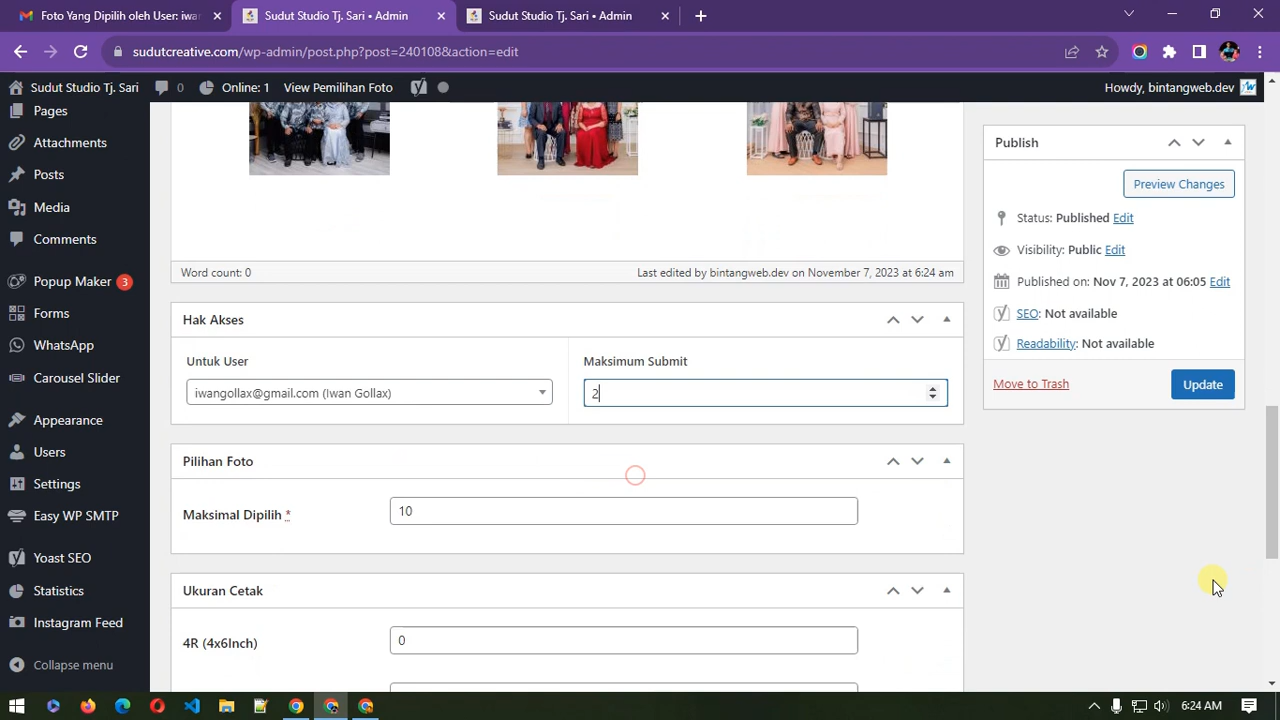 Foto Yang Dipilih oleh User: iwan
Sudut Studio Tj. Sari • Admin
Sudut Studio Tj. Sari • Admin
sudutcreative.com/wp-admin/post.php?post=240108&action=edit
Sudut Studio Tj. Sari
0
Online: 1
View Pemilihan Foto
Howdy, bintangweb.dev
Pages
Attachments
Posts
Media
Comments
Popup Maker 3
Forms
WhatsApp
Carousel Slider
Appearance
Users
Settings
Easy WP SMTP
Yoast SEO
Statistics
Instagram Feed
Collapse menu
Word count: 0
Last edited by bintangweb.dev on November 7, 2023 at 6:24 am
Hak Akses
Untuk User
Maksimum Submit
iwangollax@gmail.com (Iwan Gollax)
2
Pilihan Foto
Maksimal Dipilih *
10
Ukuran Cetak
4R (4x6Inch)
0
Publish
Preview Changes
Status: Published Edit
Visibility: Public Edit
Published on: Nov 7, 2023 at 06:05 Edit
SEO: Not available
Readability: Not available
Move to Trash
Update
6:24 AM